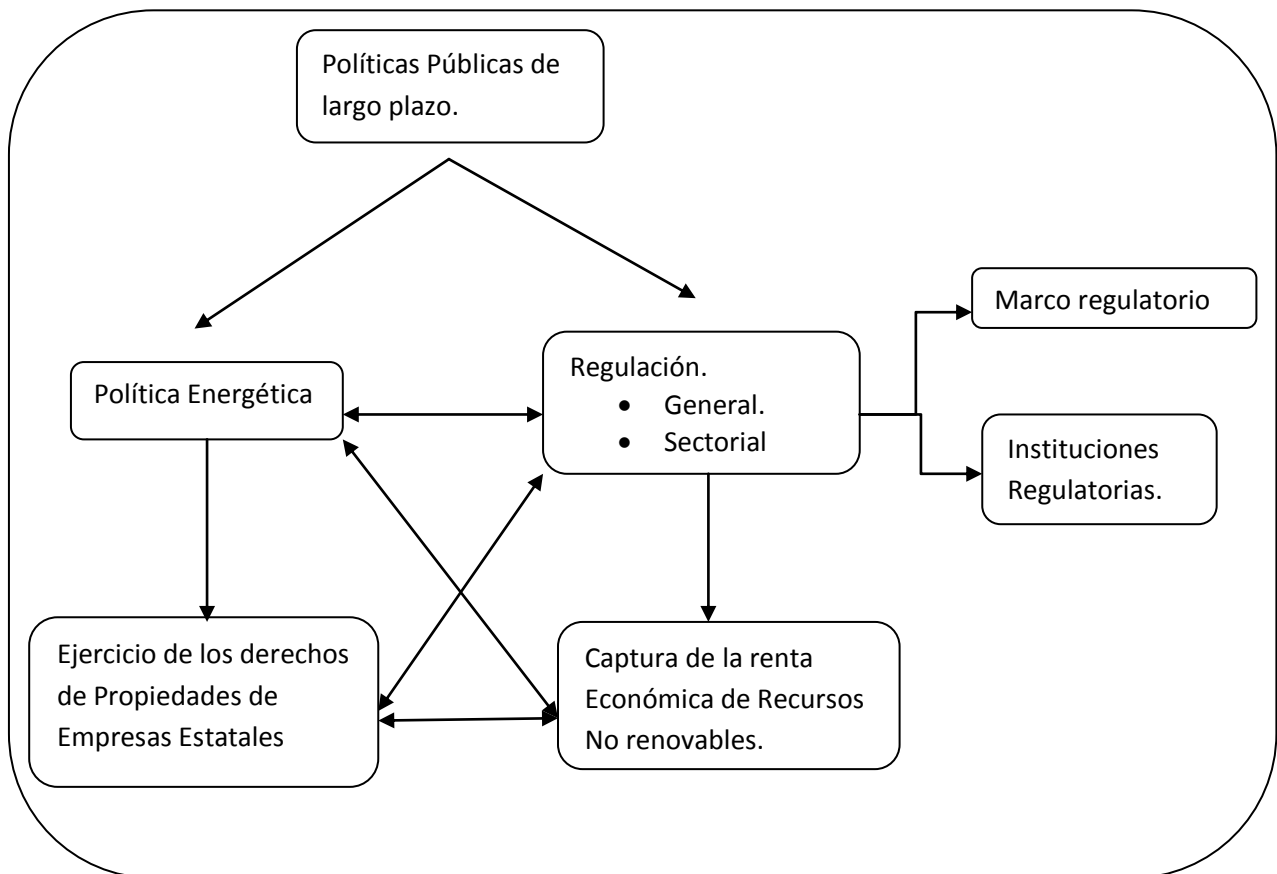 Políticas Públicas de
largo plazo.
Marco regulatorio
Regulación.
• General.
• Sectorial
Política Energética
Instituciones
Regulatorias.
Ejercicio de los derechos
de Propiedades de
Empresas Estatales
Captura de la renta
Económica de Recursos
No renovables.